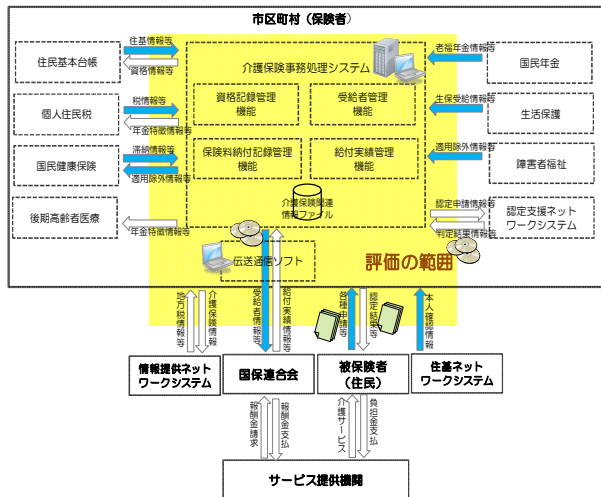 市区町村（保険者）
住民基本台帳
住基情報等
資格情報等
介護保険事務処理システム
老福年金情報等
国民年金
個人住民税
税情報等
年金特徴情報等
資格記録管理
機能
受給者管理
機能
生保受給情報等
生活保護
国民健康保険
滞納情報等
適用除外情報等
保険料納付記録管理
機能
給付実績管理
機能
適用除外情報等
障害者福祉
後期高齢者医療
年金特徴情報等
介護保険関連
情報ファイル
認定申請情報等
判定結果情報等
認定支援ネット
ワークシステム
伝送通信ソフト
評価の範囲
地方税情報等
介護保険情報
受給者情報等
給付実績情報等
各種申請等
認定結果等
本人確認情報
情報提供ネット
ワークシステム
国保連合会
被保険者
（住民）
住基ネット
ワークシステム
報酬金請求
報酬金支払
介護サービス
負担金支払
サービス提供機関